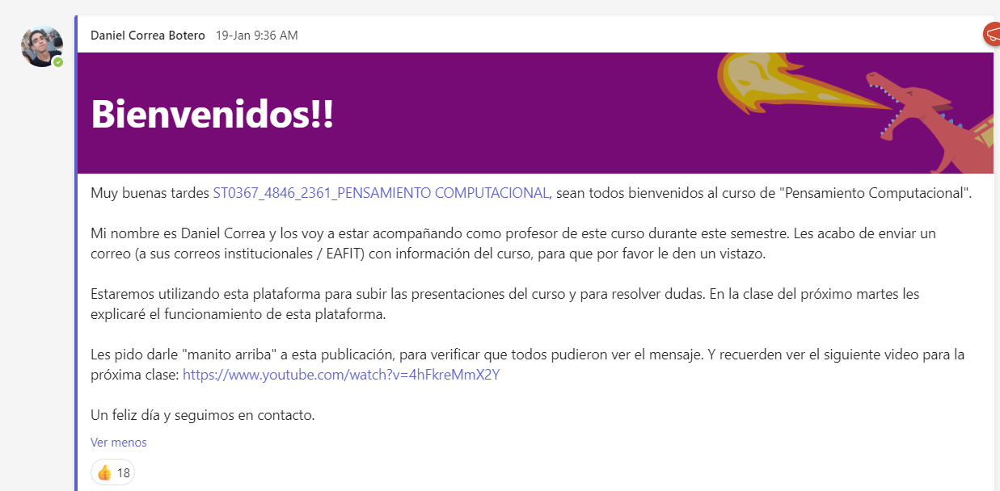 Daniel Correa Botero 19-Jan 9:36 AM
Bienvenidos!!
Muy buenas tardes ST0367_4846_2361_PENSAMIENTO COMPUTACIONAL, sean todos bienvenidos al curso de "Pensamiento Computacional".
Mi nombre es Daniel Correa y los voy a estar acompañando como profesor de este curso durante este semestre. Les acabo de enviar un
correo (a sus correos institucionales / EAFIT) con información del curso, para que por favor le den un vistazo.
Estaremos utilizando esta plataforma para subir las presentaciones del curso y para resolver dudas. En la clase del próximo martes les
explicaré el funcionamiento de esta plataforma.
Les pido darle "manito arriba" a esta publicación, para verificar que todos pudieron ver el mensaje. Y recuerden ver el siguiente video para la
próxima clase: https://www.youtube.com/watch?v=4hFkreMmX2Y
Un feliz día y seguimos en contacto.
Ver menos
👍 18